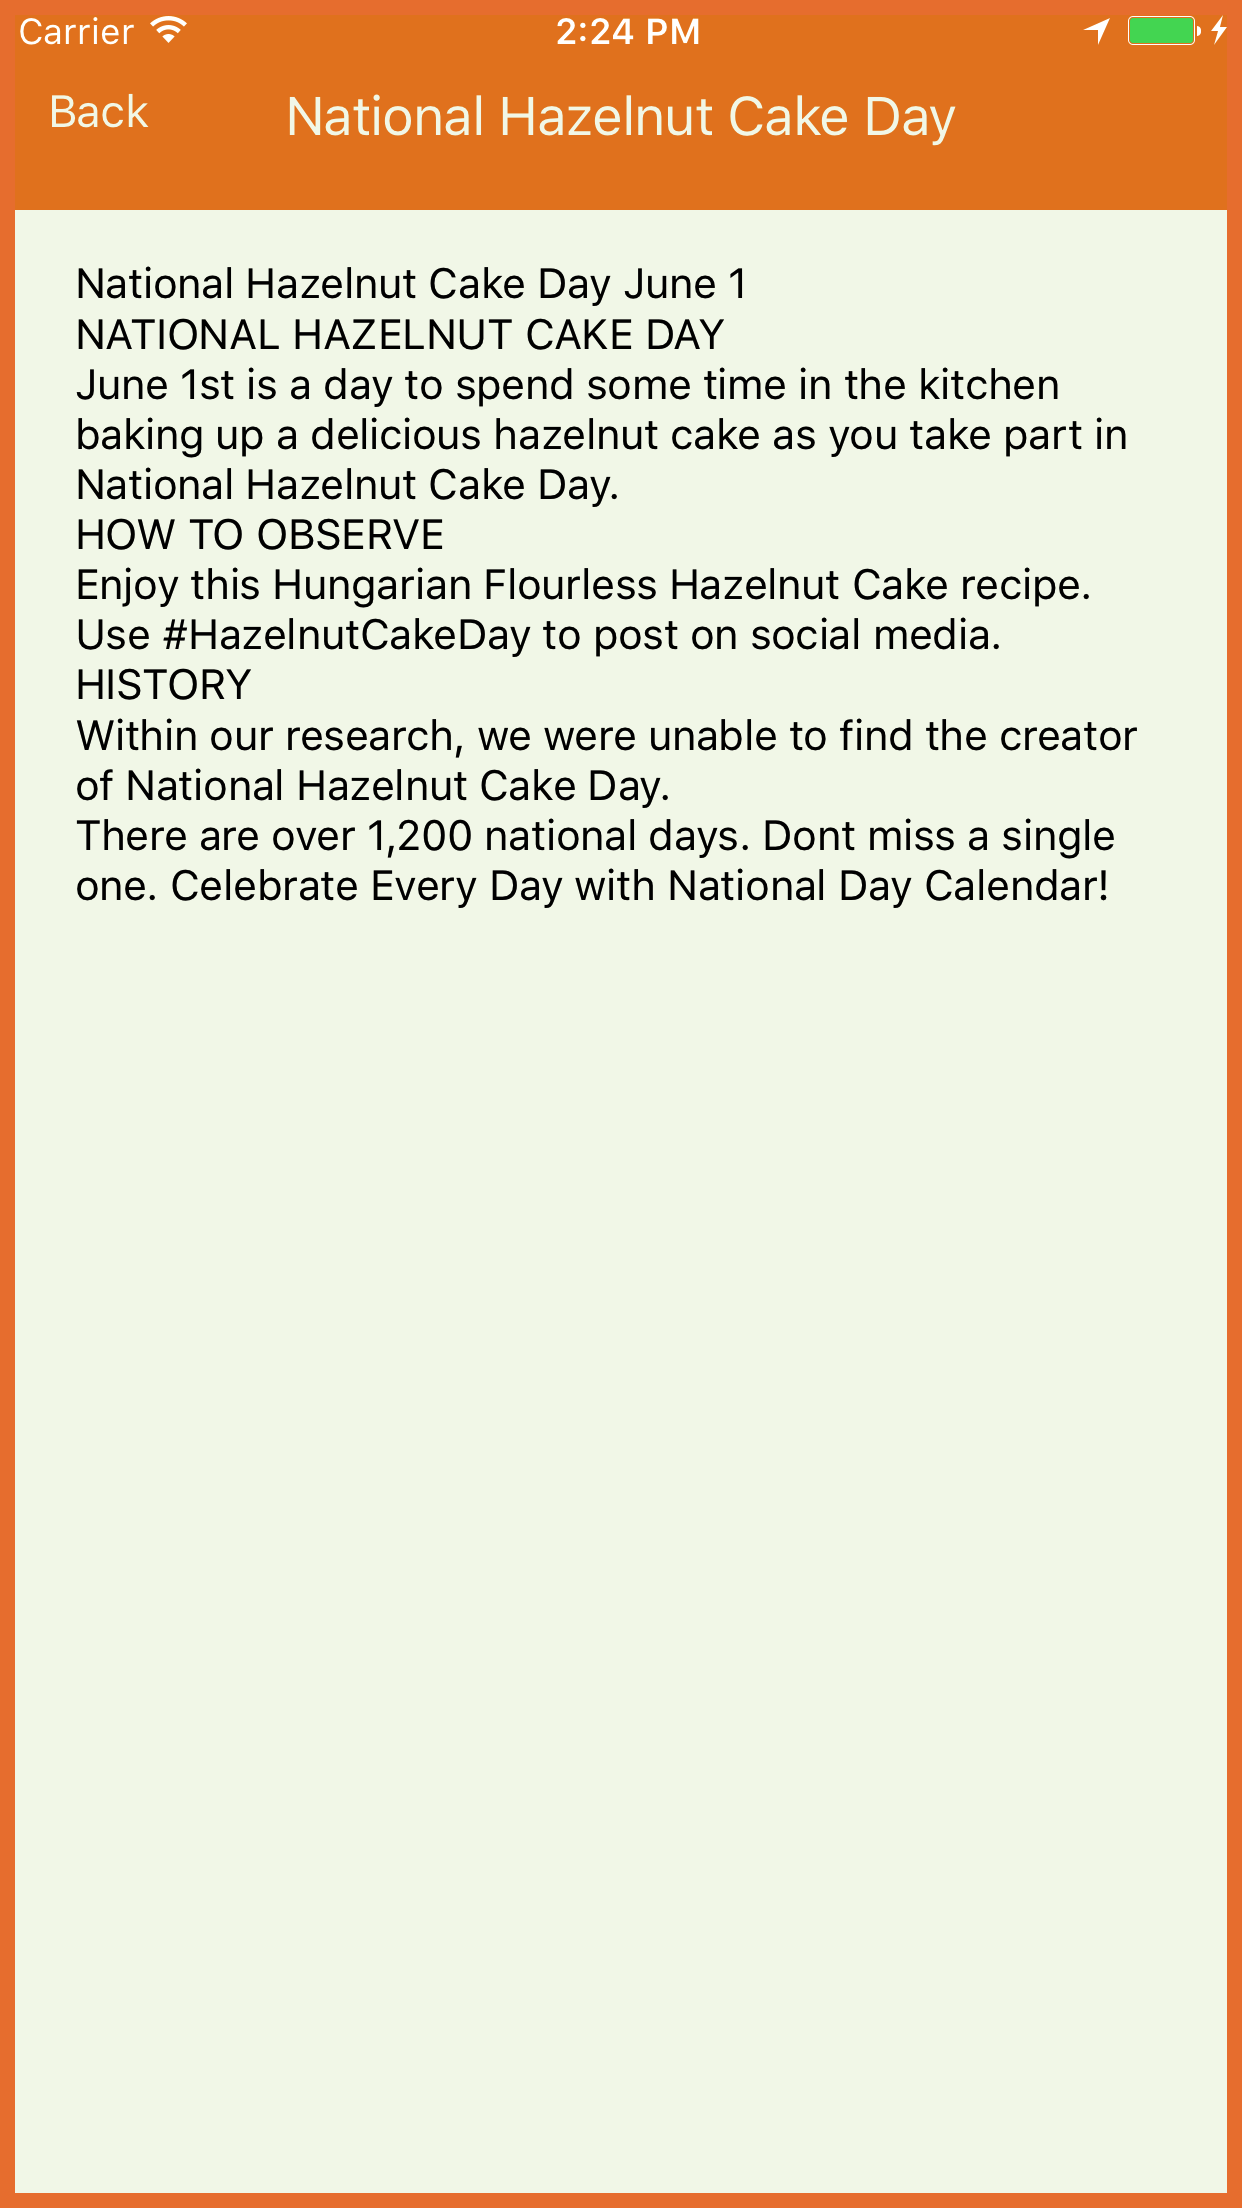 Carrier 2:24 PM
Back National Hazelnut Cake Day
National Hazelnut Cake Day June 1
NATIONAL HAZELNUT CAKE DAY
June 1st is a day to spend some time in the kitchen
baking up a delicious hazelnut cake as you take part in
National Hazelnut Cake Day.
HOW TO OBSERVE
Enjoy this Hungarian Flourless Hazelnut Cake recipe.
Use #HazelnutCakeDay to post on social media.
HISTORY
Within our research, we were unable to find the creator
of National Hazelnut Cake Day.
There are over 1,200 national days. Dont miss a single
one. Celebrate Every Day with National Day Calendar!